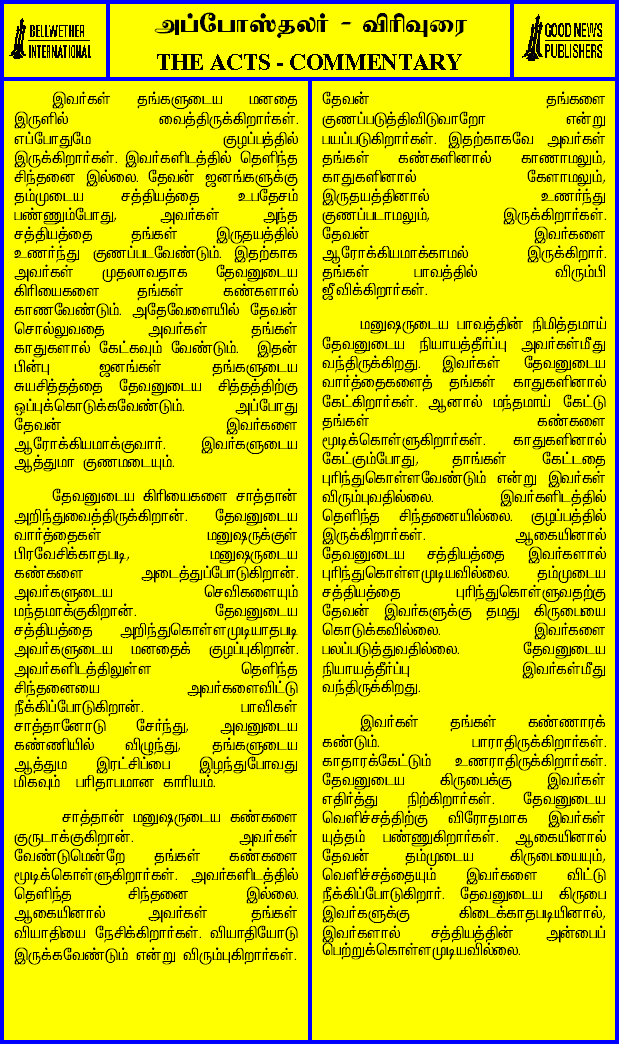 BELLWETHER
INTERNATIONAL
அப்போஸ்தலர் - விரிவுரை
THE ACTS - COMMENTARY
GOOD NEWS
PUBLISHERS
இவர்கள் தங்களுடைய மனதை
இருளில் வைத்திருக்கிறார்கள்.
எப்போதுமே குழப்பத்தில்
இருக்கிறார்கள். இவர்களிடத்தில் தெளிந்த
சிந்தனை இல்லை. தேவன் ஜனங்களுக்கு
தம்முடைய சத்தியத்தை உபதேசம்
பண்ணும்போது, அவர்கள் அந்த
சத்தியத்தை தங்கள் இருதயத்தில்
உணர்ந்து குணப்படவேண்டும். இதற்காக
அவர்கள் முதலாவதாக தேவனுடைய
கிரியைகளை தங்கள் கண்களால்
காணவேண்டும். அதேவேளையில் தேவன்
சொல்லுவதை அவர்கள் தங்கள்
காதுகளால் கேட்கவும் வேண்டும். இதன்
பின்பு ஜனங்கள் தங்களுடைய
சுயசித்தத்தை தேவனுடைய சித்தத்திற்கு
ஒப்புக்கொடுக்கவேண்டும். அப்போது
தேவன் இவர்களை
ஆரோக்கியமாக்குவார். இவர்களுடைய
ஆத்துமா குணமடையும்.
தேவனுடைய கிரியைகளை சாத்தான்
அறிந்துவைத்திருக்கிறான். தேவனுடைய
வார்த்தைகள் மனுஷருக்குள்
பிரவேசிக்காதபடி, மனுஷருடைய
கண்களை அடைத்துப்போடுகிறான்.
அவர்களுடைய செவிகளையும்
மந்தமாக்குகிறான். தேவனுடைய
சத்தியத்தை அறிந்துகொள்ளமுடியாதபடி
அவர்களுடைய மனதைக் குழப்புகிறான்.
அவர்களிடத்திலுள்ள தெளிந்த
சிந்தனையை அவர்களைவிட்டு
நீக்கிப்போடுகிறான். பாவிகள்
சாத்தானோடு சேர்ந்து, அவனுடைய
கண்ணியில் விழுந்து, தங்களுடைய
ஆத்தும இரட்சிப்பை இழந்துபோவது
மிகவும் பரிதாபமான காரியம்.
சாத்தான் மனுஷருடைய கண்களை
குருடாக்குகிறான். அவர்கள்
வேண்டுமென்றே தங்கள் கண்களை
மூடிக்கொள்ளுகிறார்கள். அவர்களிடத்தில்
தெளிந்த சிந்தனை இல்லை.
ஆகையினால் அவர்கள் தங்கள்
வியாதியை நேசிக்கிறார்கள். வியாதியோடு
இருக்கவேண்டும் என்று விரும்புகிறார்கள்.
தேவன் தங்களை
குணப்படுத்திவிடுவாறோ என்று
பயப்படுகிறார்கள். இதற்காகவே அவர்கள்
தங்கள் கண்களினால் காணாமலும்,
காதுகளினால் கேளாமலும்,
இருதயத்தினால் உணர்ந்து
குணப்படாமலும், இருக்கிறார்கள்.
தேவன் இவர்களை
ஆரோக்கியமாக்காமல் இருக்கிறார்.
தங்கள் பாவத்தில் விரும்பி
ஜீவிக்கிறார்கள்.
மனுஷருடைய பாவத்தின் நிமித்தமாய்
தேவனுடைய நியாயத்தீர்ப்பு அவர்கள்மீது
வந்திருக்கிறது. இவர்கள் தேவனுடைய
வார்த்தைகளைத் தங்கள் காதுகளினால்
கேட்கிறார்கள். ஆனால் மந்தமாய் கேட்டு
தங்கள் கண்களை
மூடிக்கொள்ளுகிறார்கள். காதுகளினால்
கேட்கும்போது, தாங்கள் கேட்டதை
புரிந்துகொள்ளவேண்டும் என்று இவர்கள்
விரும்புவதில்லை. இவர்களிடத்தில்
தெளிந்த சிந்தனையில்லை. குழப்பத்தில்
இருக்கிறார்கள். ஆகையினால்
தேவனுடைய சத்தியத்தை இவர்களால்
புரிந்துகொள்ளமுடியவில்லை. தம்முடைய
சத்தியத்தை புரிந்துகொள்ளுவதற்கு
தேவன் இவர்களுக்கு தமது கிருபையை
கொடுக்கவில்லை. இவர்களை
பலப்படுத்துவதில்லை. தேவனுடைய
நியாயத்தீர்ப்பு இவர்கள்மீது
வந்திருக்கிறது.
இவர்கள் தங்கள் கண்ணாரக்
கண்டும். பாராதிருக்கிறார்கள்.
காதாரக்கேட்டும் உணராதிருக்கிறார்கள்.
தேவனுடைய கிருபைக்கு இவர்கள்
எதிர்த்து நிற்கிறார்கள். தேவனுடைய
வெளிச்சத்திற்கு விரோதமாக இவர்கள்
யுத்தம் பண்ணுகிறார்கள். ஆகையினால்
தேவன் தம்முடைய கிருபையையும்,
வெளிச்சத்தையும் இவர்களை விட்டு
நீக்கிப்போடுகிறார். தேவனுடைய கிருபை
இவர்களுக்கு கிடைக்காதபடியினால்,
இவர்களால் சத்தியத்தின் அன்பைப்
பெற்றுக்கொள்ளமுடியவில்லை.